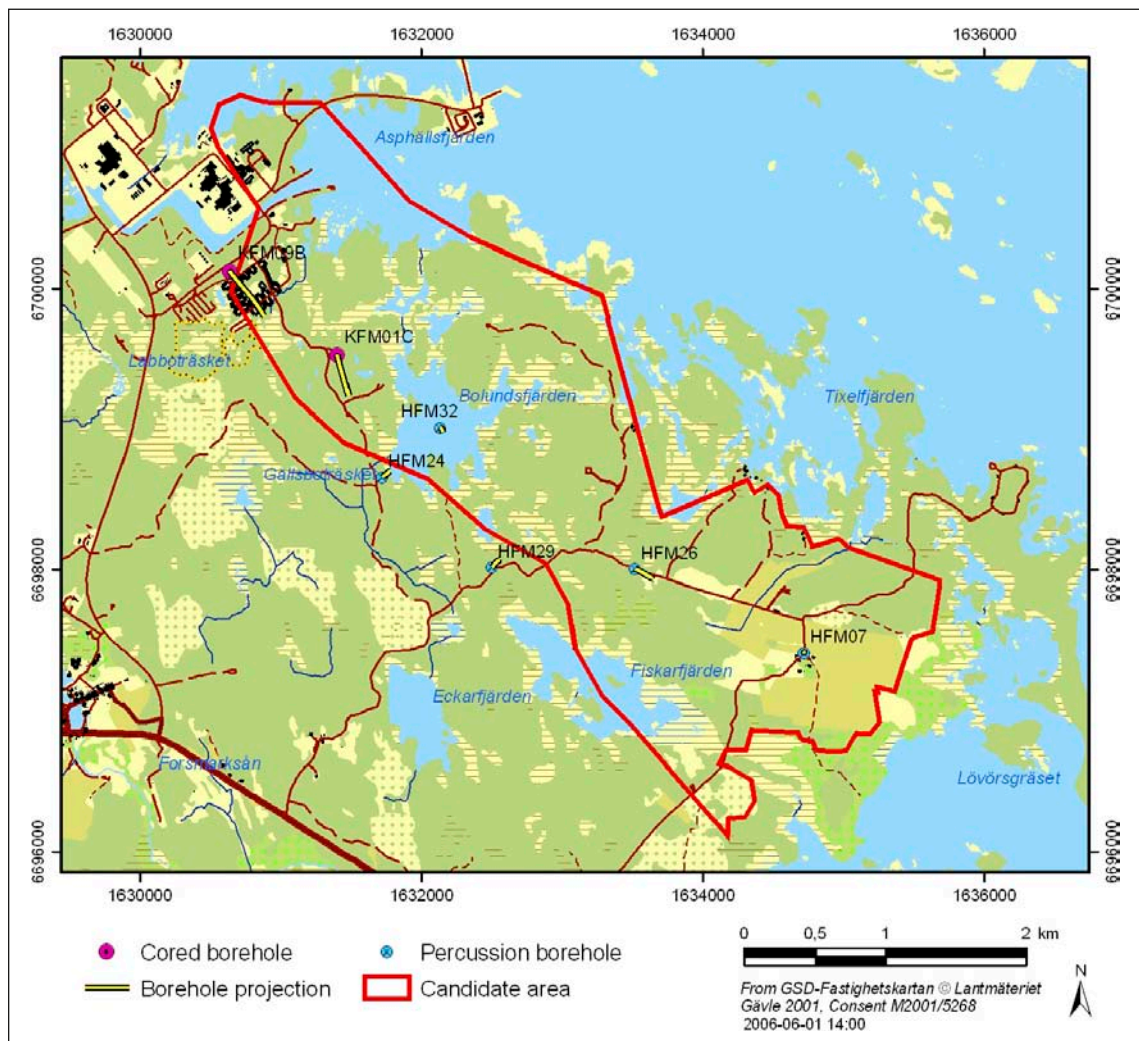 1630000
1632000
1634000
1636000
Asphällsfjärden
KFM09B
6700000
6700000
KFM01C
Labboträsket
Bolundsfjärden
Tixelfjärden
HFM32
HFM24
Gällsboträsket
HFM29
HFM26
6698000
6698000
HFM07
Fiskarfjärden
Eckarfjärden
Forsmarksån
Lövörsgräset
6696000
6696000
1630000
1632000
1634000
1636000
Cored borehole
Percussion borehole
Borehole projection
Candidate area
0 0,5 1 2 km
From GSD-Fastighetskartan © Lantmäteriet
Gävle 2001, Consent M2001/5268
2006-06-01 14:00
N